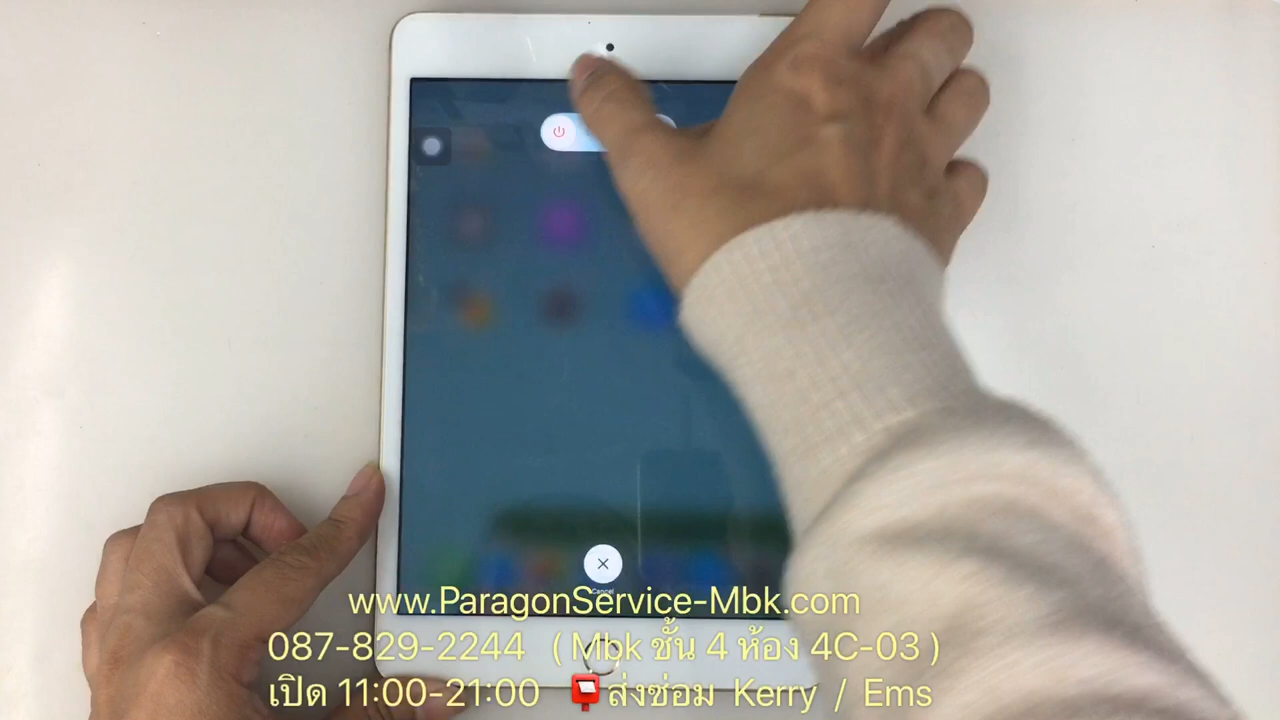 Cancel
www.ParagonService-Mbk.com
087-829-2244 ( Mbk ชั้น 4 ห้อง 4C-03 )
เปิด 11:00-21:00 📮ส่งซ่อม Kerry / Ems